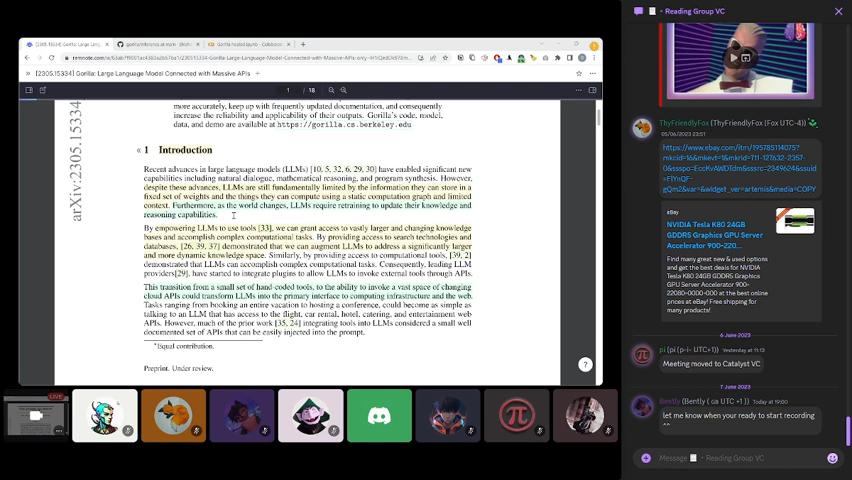 [2305.15334] Gorilla: Large Lang
[2305.15334] Gorilla: Large Language Model Connected with Massive APIs
1 / 18
more accurately, keep up with frequently updated documentation, and consequently
increase the reliability and applicability of their outputs. Gorilla's code, model,
data, and demo are available at https://gorilla.cs.berkeley.edu
arXiv:2305.15334
1 Introduction
Recent advances in large language models (LLMs) [10, 5, 32, 6, 29, 30] have enabled significant new
capabilities including natural dialogue, mathematical reasoning, and program synthesis. However,
despite these advances, LLMs are still fundamentally limited by the information they can store in a
fixed set of weights and the things they can compute using a static computation graph and limited
context. Furthermore, as the world changes, LLMs require retraining to update their knowledge and
reasoning capabilities.
By empowering LLMs to use tools [33], we can grant access to vastly larger and changing knowledge
bases and accomplish complex computational tasks. By providing access to search technologies and
databases, [26, 39, 37] demonstrated that we can augment LLMs to address a significantly larger
and more dynamic knowledge space. Similarly, by providing access to computational tools, [39, 2]
demonstrated that LLMs can accomplish complex computational tasks. Consequently, leading LLM
providers[29], have started to integrate plugins to allow LLMs to invoke external tools through APIs.
This transition from a small set of hand-coded tools, to the ability to invoke a vast space of changing
cloud APIs could transform LLMs into the primary interface to computing infrastructure and the web.
Tasks ranging from booking an entire vacation to hosting a conference, could become as simple as
talking to an LLM that has access to the flight, car rental, hotel, catering, and entertainment web
APIs. However, much of the prior work [35, 24] integrating tools into LLMs considered a small well
documented set of APIs that can be easily injected into the prompt.
*Equal contribution.
Preprint. Under review.
?
LIVE
Reading Group VC
ThyFriendlyFox (ThyFriendlyFox (Fox UTC-4))
05/06/2023 23:51
https://www.ebay.com/itm/195785114075?
eBay
NVIDIA Tesla K80 24GB
GDDR5 Graphics GPU Server
Accelerator 900-220...
Find many great new & used options
and get the best deals for NVIDIA
Tesla K80 24GB GDDR5 Graphics
GPU Server Accelerator 900-
22080-0000-000 at the best online
prices at eBay! Free shipping for
many products!
6 June 2023
pi (pi (p-i- UTC+1)) Yesterday at 11:13
Meeting moved to Catalyst VC
7 June 2023
Bently (Bently ( GB UTC +1 )) Today at 19:00
let me know when your ready to start recording
^^
Message Reading Group VC